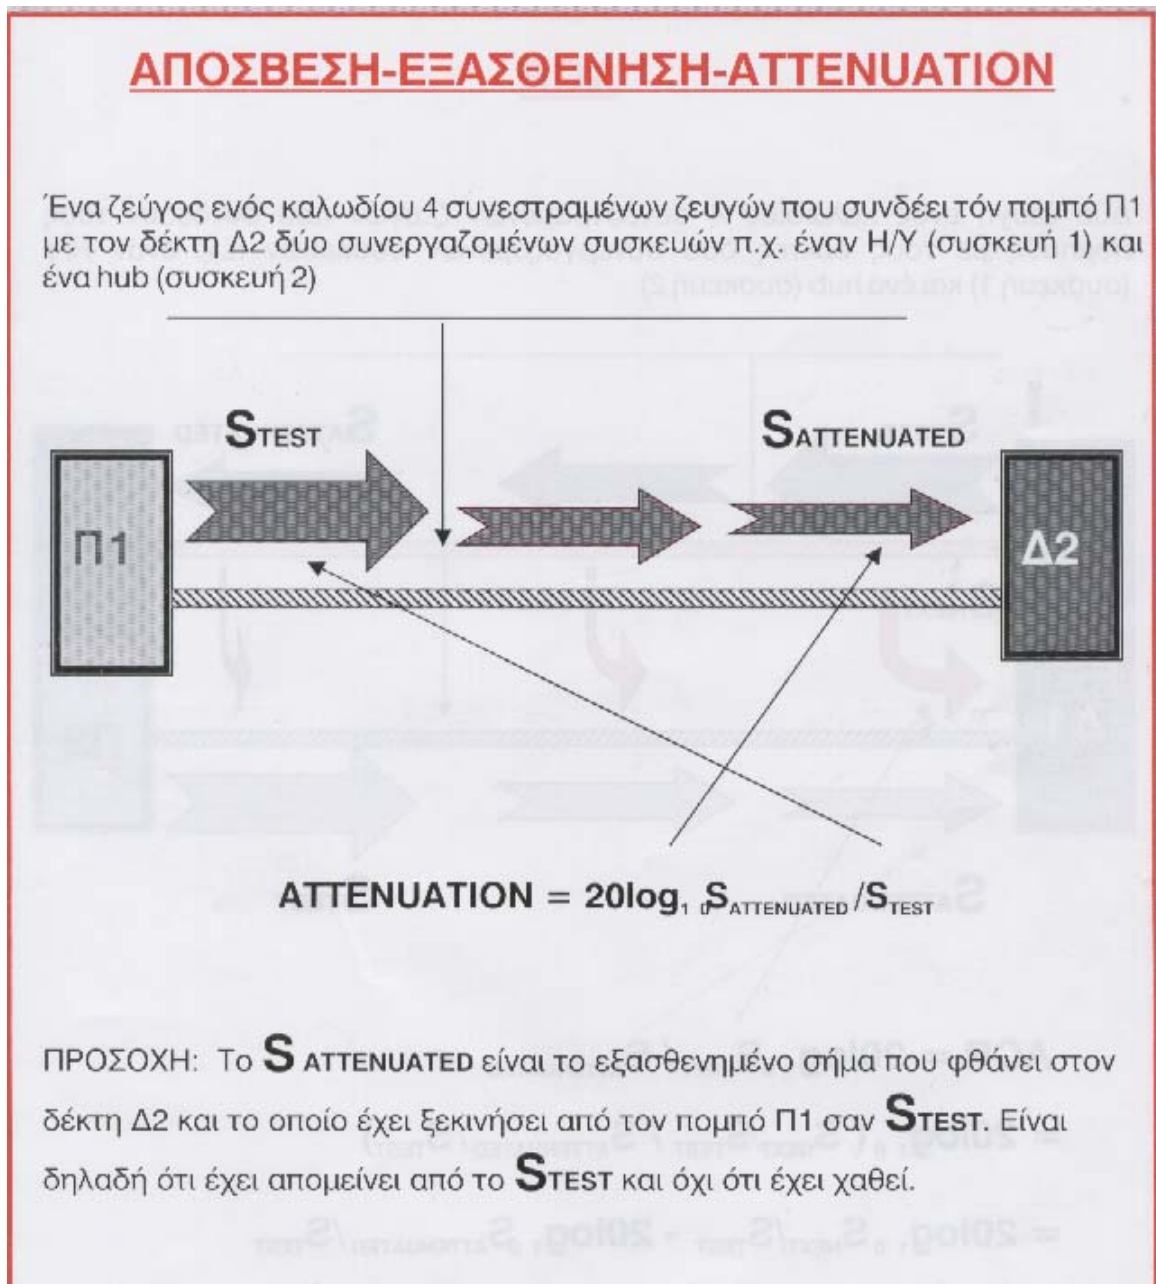 ΑΠΟΣΒΕΣΗ-ΕΞΑΣΘΕΝΗΣΗ-ATTENUATION
Ένα ζεύγος ενός καλωδίου 4 συνεστραμένων ζευγών που συνδέει τόν πομπό Π1
με τον δέκτη Δ2 δύο συνεργαζομένων συσκευών π.χ. έναν Η/Υ (συσκευή 1) και
ένα hub (συσκευή 2)
STEST
SATTENUATED
Π1
Δ2
ATTENUATION = 20log10SATTENUATED/STEST
ΠΡΟΣΟΧΗ: Το S ATTENUATED είναι το εξασθενημένο σήμα που φθάνει στον
δέκτη Δ2 και το οποίο έχει ξεκινήσει από τον πομπό Π1 σαν STEST. Είναι
δηλαδή ότι έχει απομείνει από το STEST και όχι ότι έχει χαθεί.